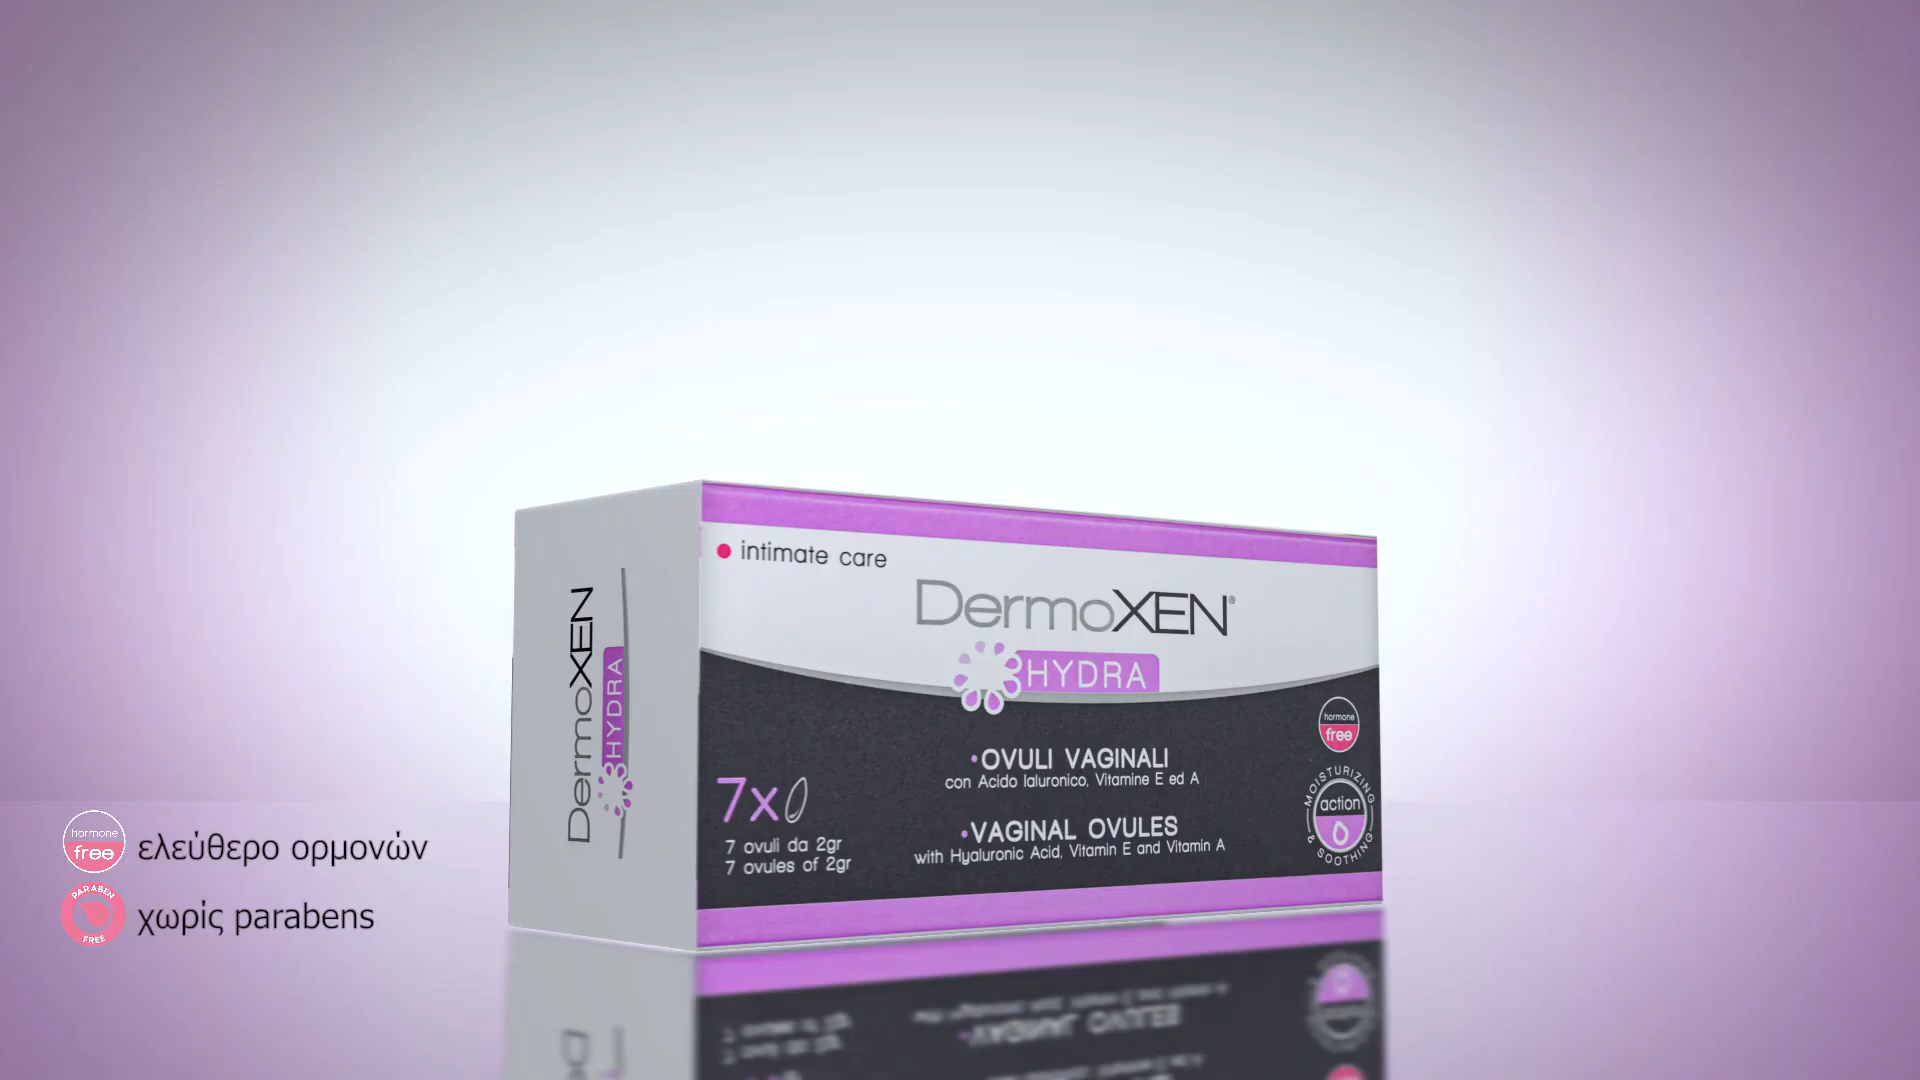 intimate care
DermoXEN®
HYDRA
DermoXEN
HYDRA
hormone
free
•OVULI VAGINALI
con Acido Ialuronico, Vitamine E ed A
7x
7 ovuli da 2gr
7 ovules of 2gr
•VAGINAL OVULES
with Hyaluronic Acid, Vitamin E and Vitamin A
MOISTURIZING
action
& SOOTHING
hormone
free
ελεύθερο ορμονών
PARABEN
FREE
χωρίς parabens